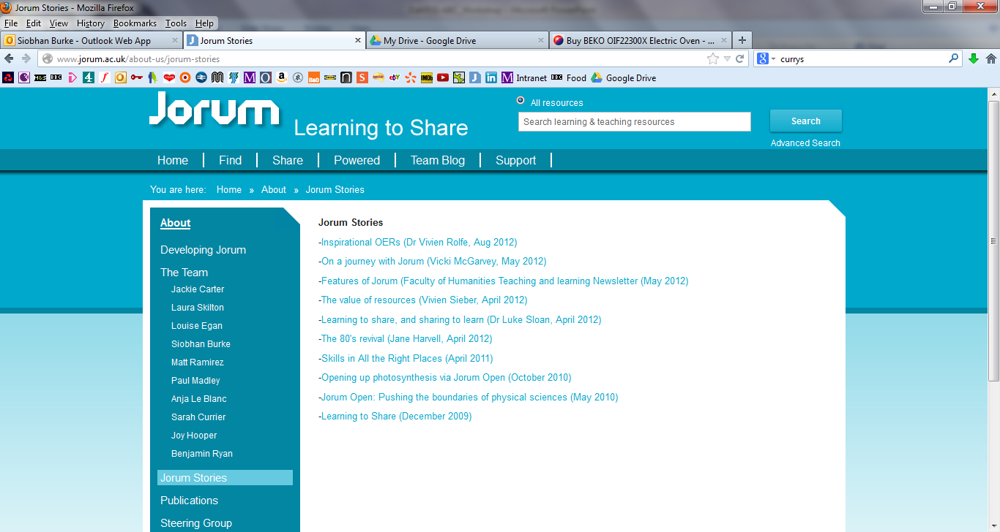 Jorum Stories - Mozilla Firefox
File Edit View History Bookmarks Tools Help
Siobhan Burke - Outlook Web App
Jorum Stories
My Drive - Google Drive
Buy BEKO OIF22300X Electric Oven - ...
www.jorum.ac.uk/about-us/jorum-stories
currys
Intranet
Food
Google Drive
Jorum
Learning to Share
All resources
Search learning & teaching resources
Search
Advanced Search
Home
Find
Share
Powered
Team Blog
Support
You are here: Home » About » Jorum Stories
About
Developing Jorum
The Team
Jackie Carter
Laura Skilton
Louise Egan
Siobhan Burke
Matt Ramirez
Paul Madley
Anja Le Blanc
Sarah Currier
Joy Hooper
Benjamin Ryan
Jorum Stories
Publications
Steering Group
Jorum Stories
-Inspirational OERs (Dr Vivien Rolfe, Aug 2012)
-On a journey with Jorum (Vicki McGarvey, May 2012)
-Features of Jorum (Faculty of Humanities Teaching and learning Newsletter (May 2012)
-The value of resources (Vivien Sieber, April 2012)
-Learning to share, and sharing to learn (Dr Luke Sloan, April 2012)
-The 80's revival (Jane Harvell, April 2012)
-Skills in All the Right Places (April 2011)
-Opening up photosynthesis via Jorum Open (October 2010)
-Jorum Open: Pushing the boundaries of physical sciences (May 2010)
-Learning to Share (December 2009)